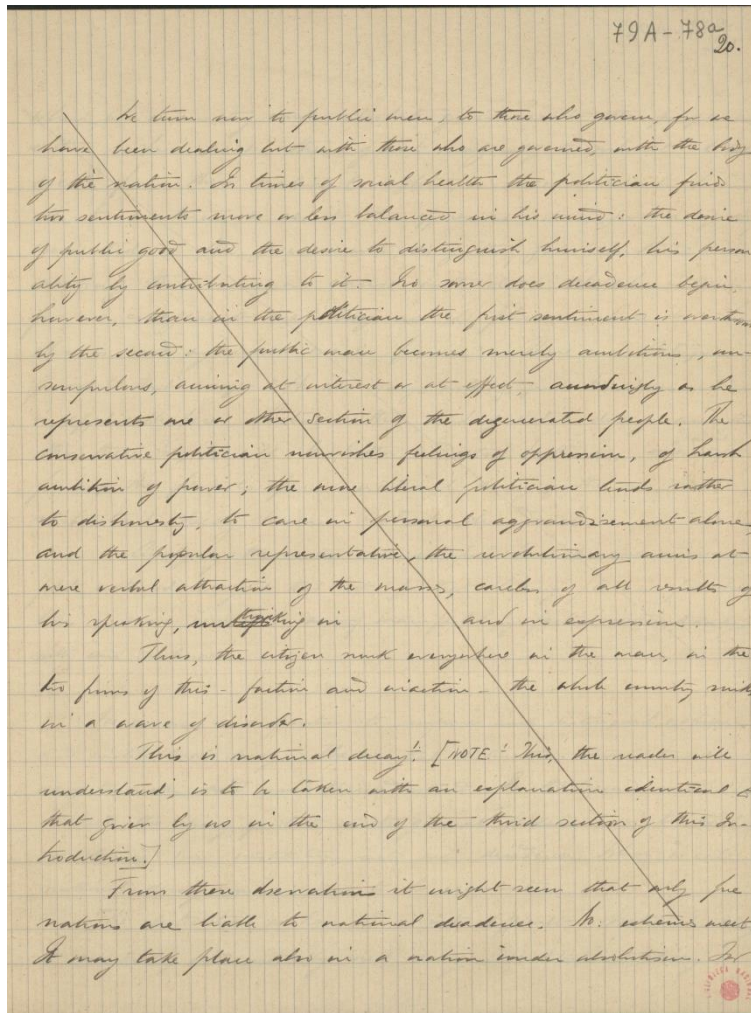 79A-78a
20.
We turn now to public men, to those who govern, for we
have been dealing but with those who are governed, with the body
of the nation. In times of social health the politician finds
two sentiments more or less balanced in his mind: the desire
of public good and the desire to distinguish himself, his person
ality by contributing to it. No sooner does decadence begin,
however, than in the politician the first sentiment is overthrown
by the second: the public man becomes merely ambitious, un-
scrupulous, aiming at interest or at effect, accordingly as he
represents one or other section of the degenerated people. The
conservative politician nourishes feelings of oppression, of harsh
ambition of power; the more liberal politician tends rather
to dishonesty, to care in personal aggrandisement alone,
and the popular representative, the revolutionary aims at
mere verbal attraction of the masses, careless of all results of
his speaking, in and in expression.
Thus, the citizen sunk everywhere in the man, in the
two forms of this - faction and inaction - the whole country sinks
in a wave of disorder.
This is national decay¹. [NOTE ¹ This, the reader will
understand, is to be taken with an explanation identical to
that given by us in the end of the third section of this In-
troduction.]
From these observations it might seem that only free
nations are liable to national decadence. No: extremes meet
It may take place also in a nation under absolutism. For